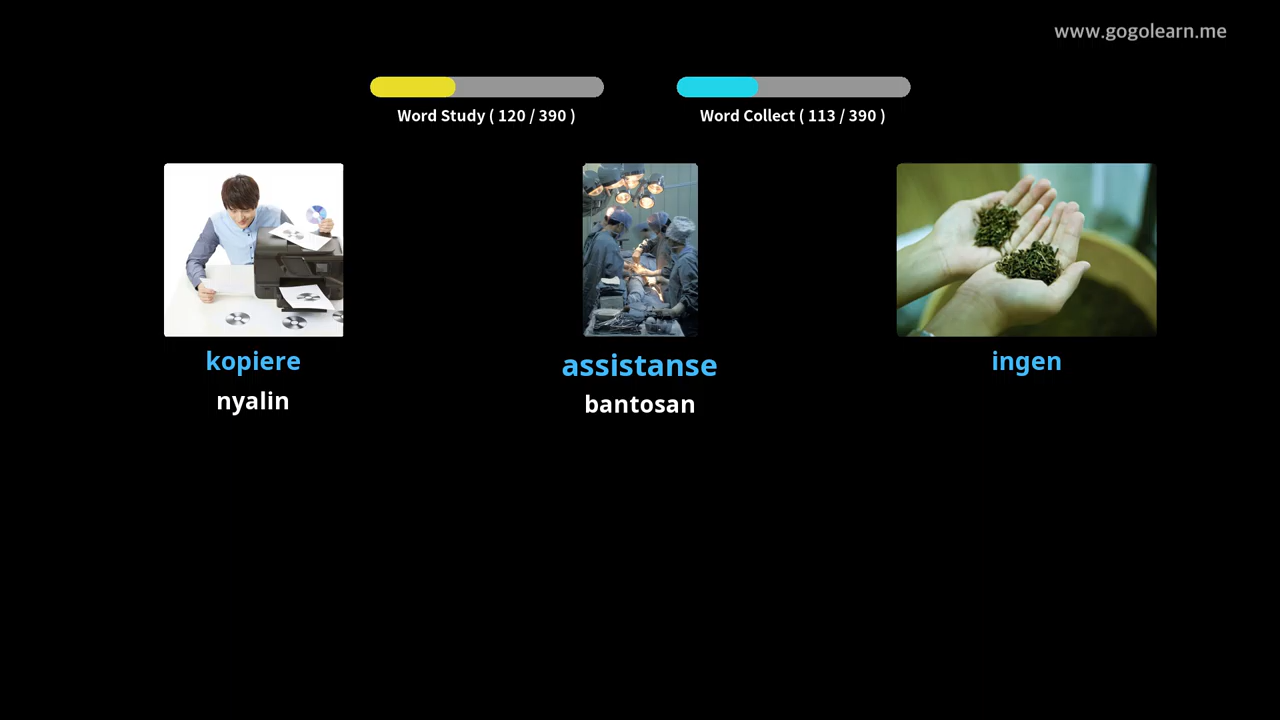 www.gogolearn.me
Word Study ( 120 / 390 )
Word Collect ( 113 / 390 )
kopiere
assistanse
ingen
nyalin
bantosan